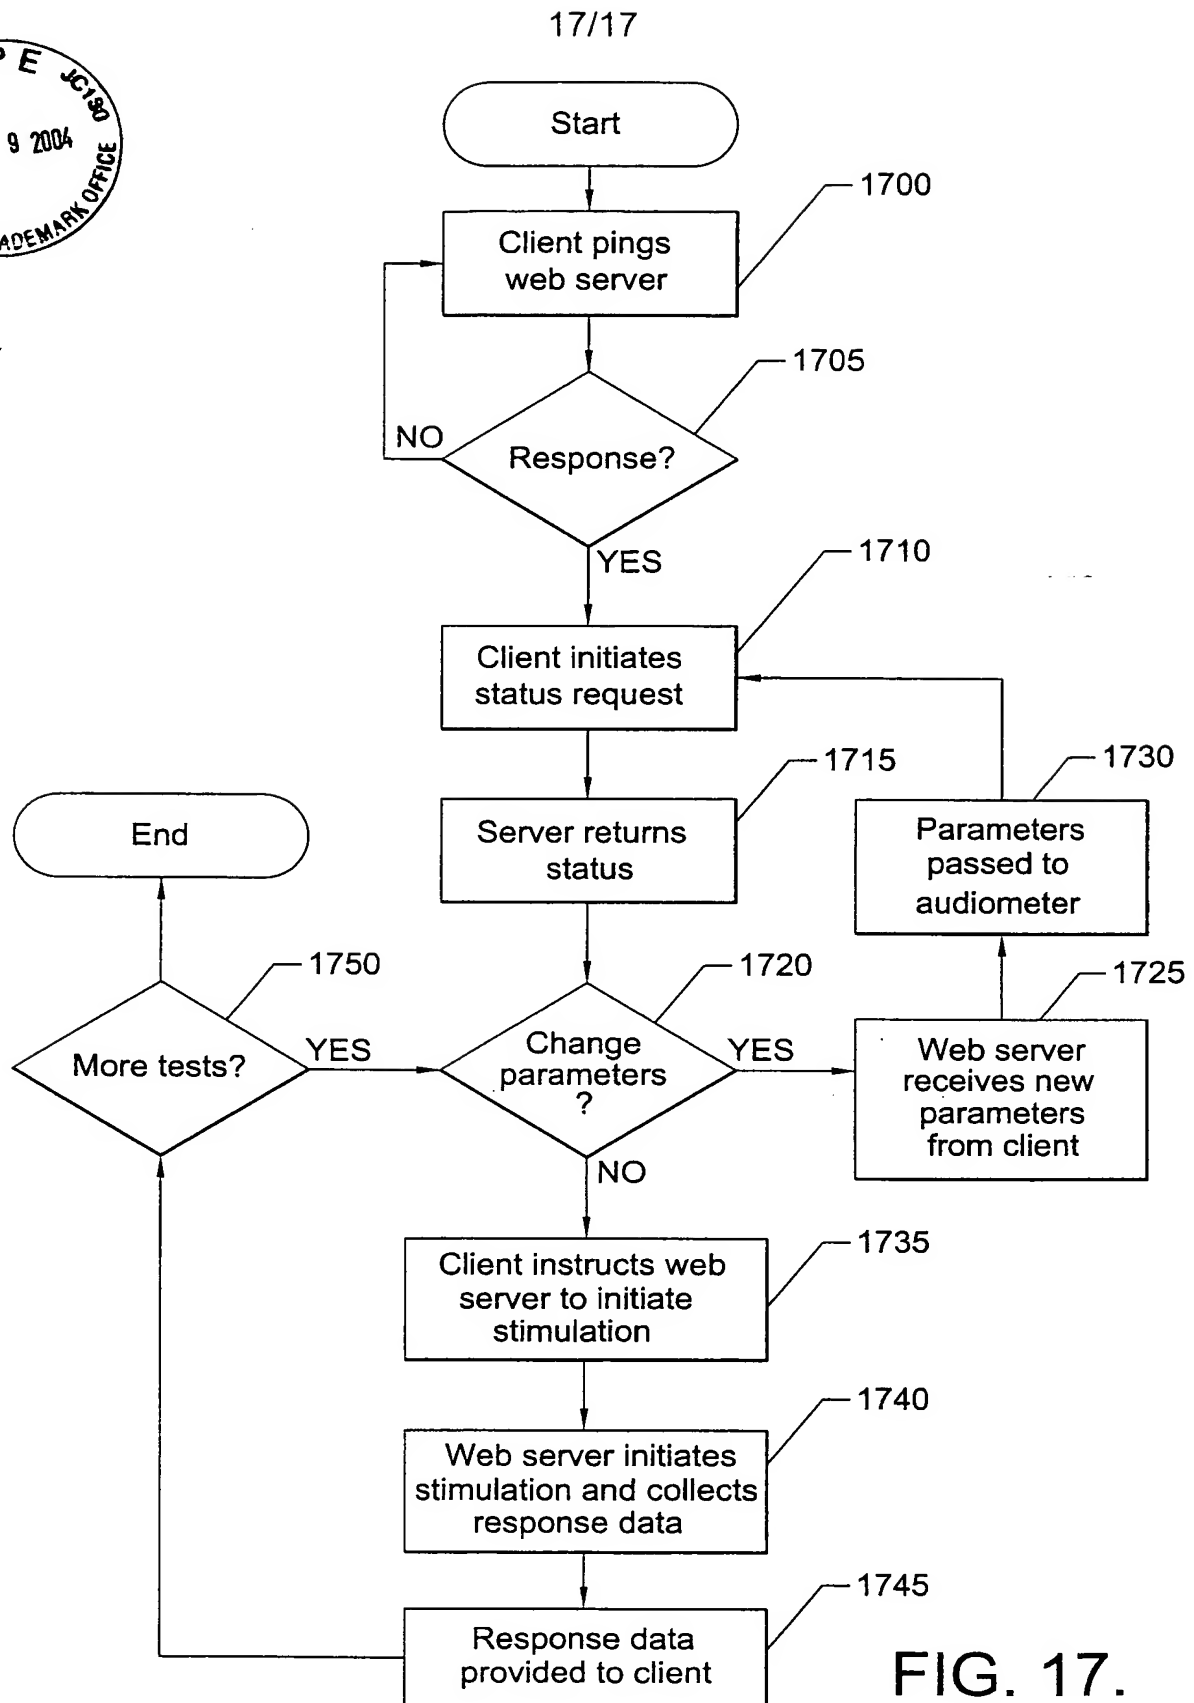 17/17
P E JC190
9 2004
ADEMARK OFFICE
Start
1700
Client pings
web server
1705
NO
Response?
YES
1710
Client initiates
status request
1715
Server returns
status
1730
Parameters
passed to
audiometer
End
1750
More tests?
YES
1720
Change
parameters
?
YES
1725
Web server
receives new
parameters
from client
NO
1735
Client instructs web
server to initiate
stimulation
1740
Web server initiates
stimulation and collects
response data
1745
Response data
provided to client
FIG. 17.